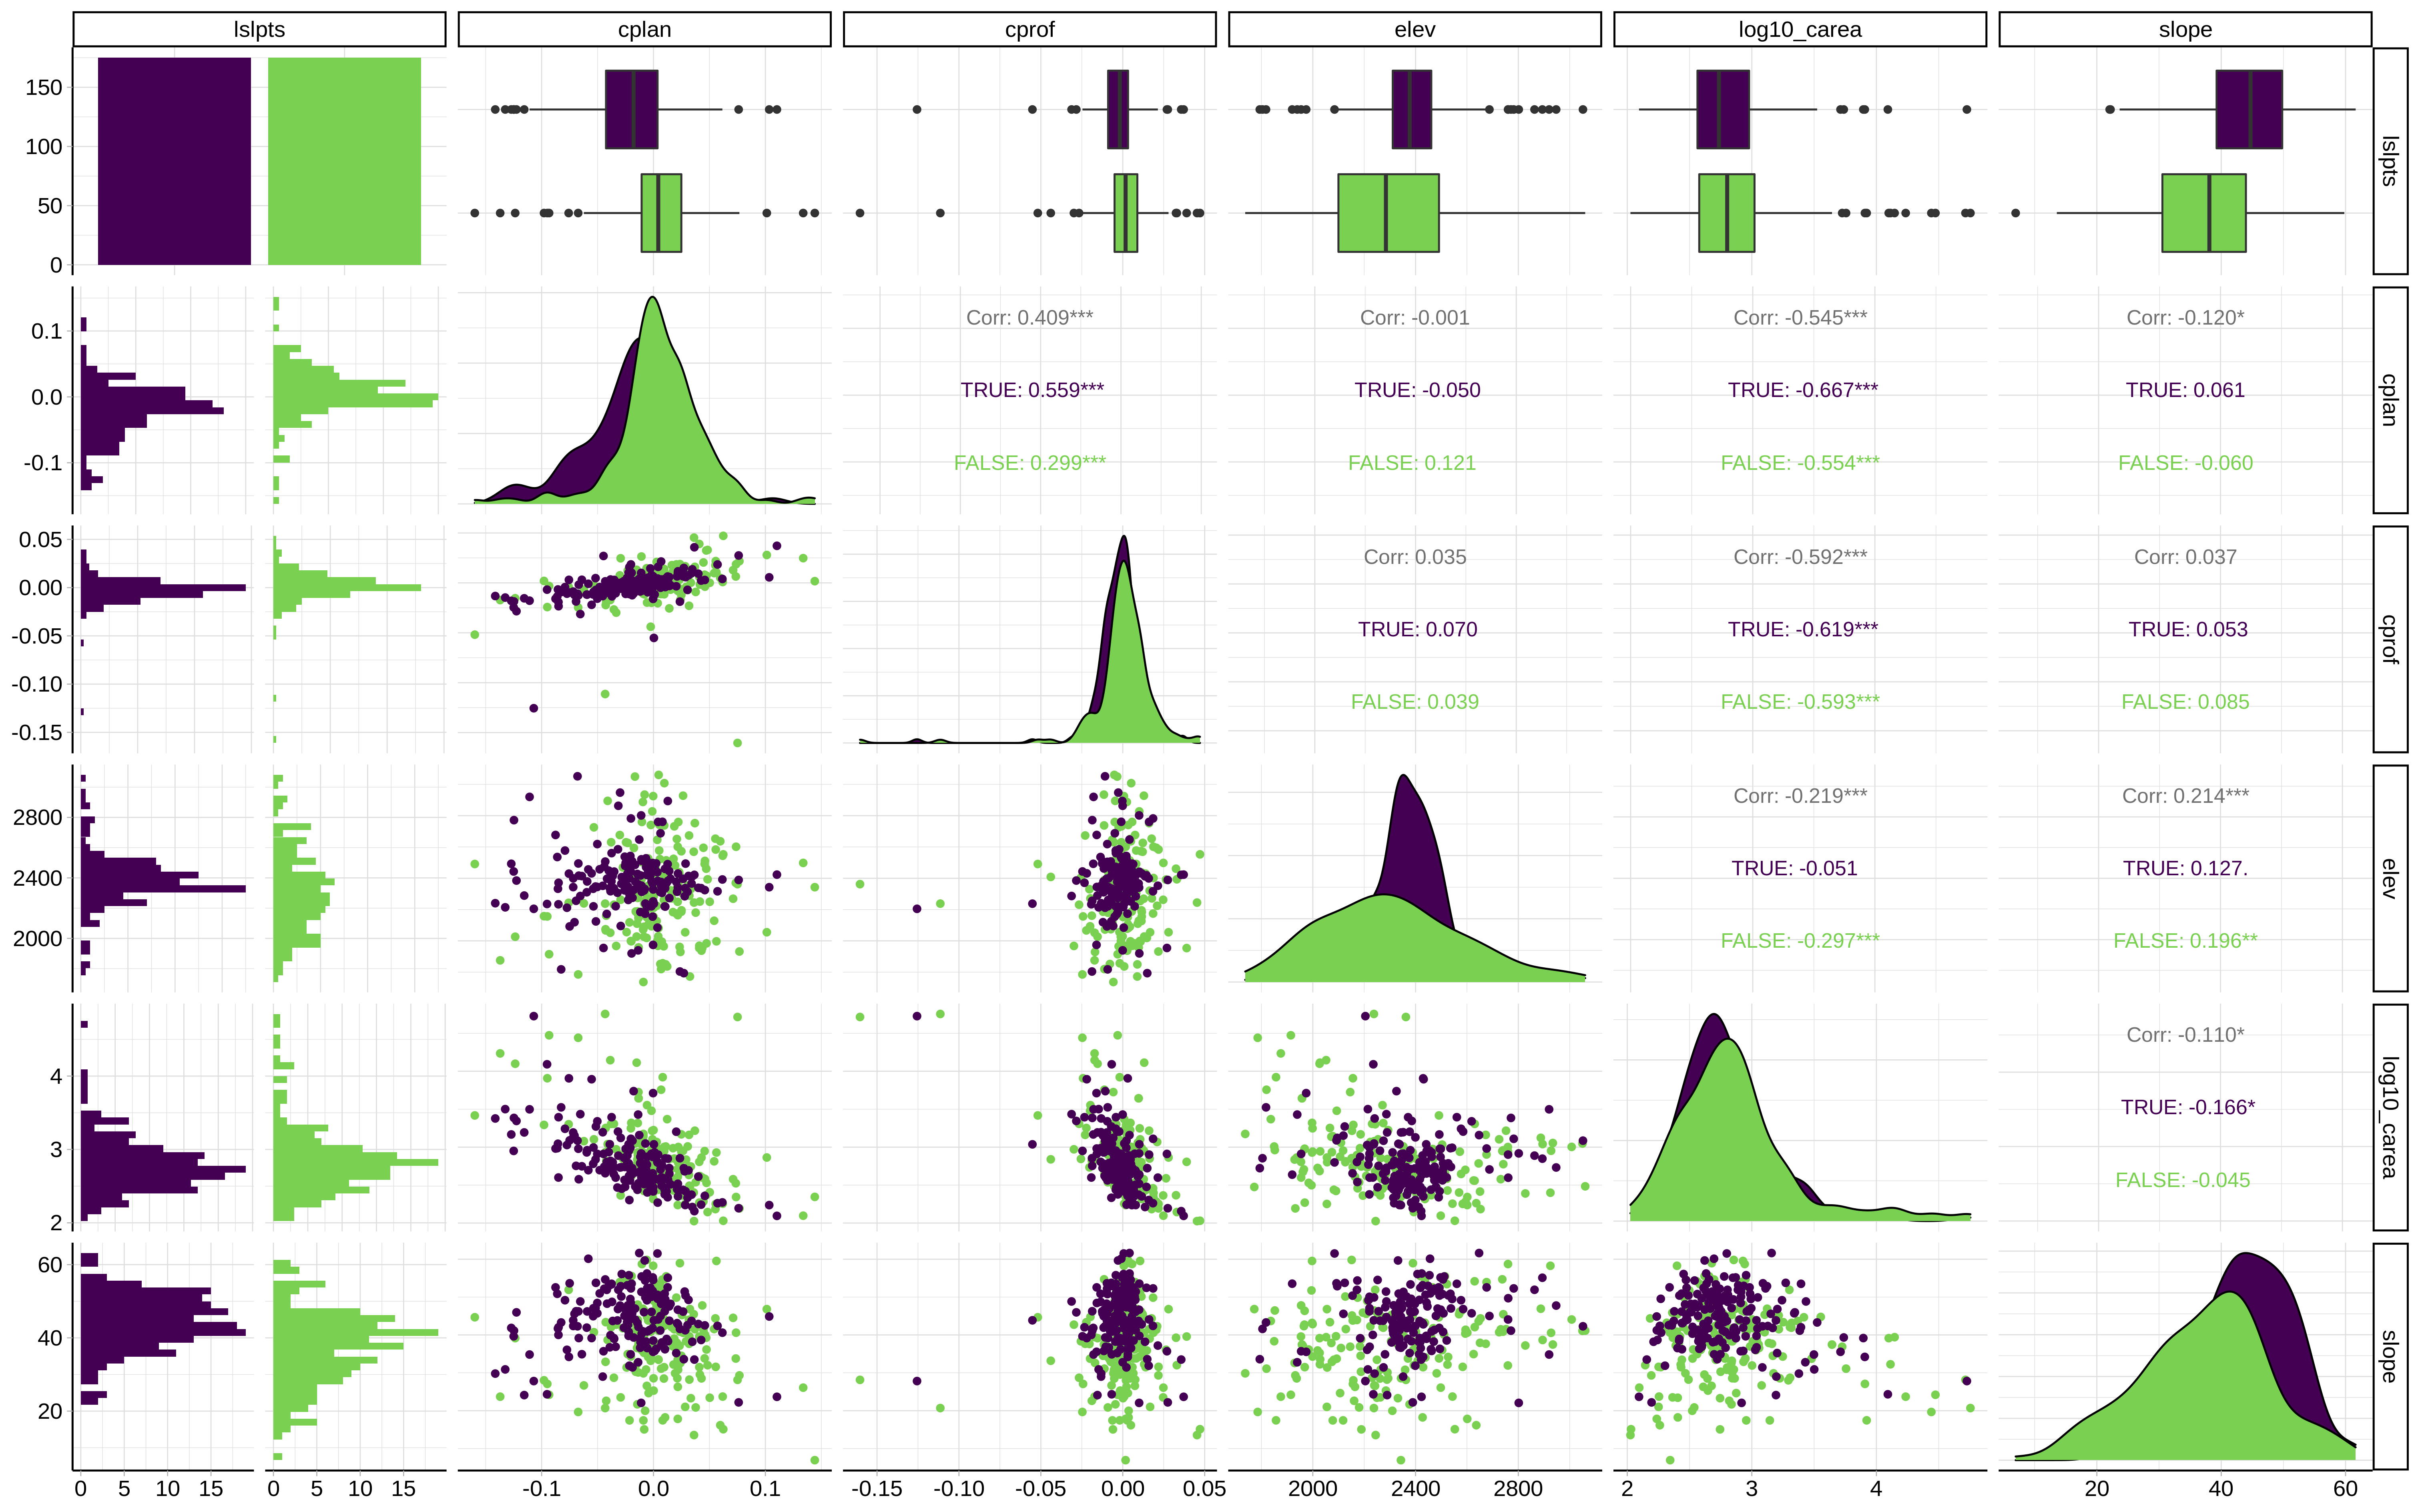 lslpts cplan cprof elev log10_carea slope
150
100
50
0
lslpts
0.1
0.0
-0.1
Corr: 0.409*** Corr: -0.001 Corr: -0.545*** Corr: -0.120*
TRUE: 0.559*** TRUE: -0.050 TRUE: -0.667*** TRUE: 0.061
FALSE: 0.299*** FALSE: 0.121 FALSE: -0.554*** FALSE: -0.060
cplan
0.05
0.00
-0.05
-0.10
-0.15
Corr: 0.035 Corr: -0.592*** Corr: 0.037
TRUE: 0.070 TRUE: -0.619*** TRUE: 0.053
FALSE: 0.039 FALSE: -0.593*** FALSE: 0.085
cprof
2800
2400
2000
Corr: -0.219*** Corr: 0.214***
TRUE: -0.051 TRUE: 0.127.
FALSE: -0.297*** FALSE: 0.196**
elev
4
3
2
Corr: -0.110*
TRUE: -0.166*
FALSE: -0.045
log10_carea
60
40
20
slope
0 5 10 15 0 5 10 15 -0.1 0.0 0.1 -0.15 -0.10 -0.05 0.00 0.05 2000 2400 2800 2 3 4 20 40 60